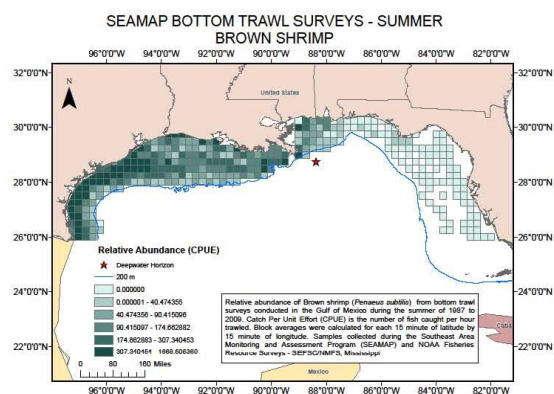 SEAMAP BOTTOM TRAWL SURVEYS - SUMMER
BROWN SHRIMP
96°0'0"W 94°0'0"W 92°0'0"W 90°0'0"W 88°0'0"W 86°0'0"W 84°0'0"W 82°0'0"W
32°0'0"N 32°0'0"N
N
United States
30°0'0"N 30°0'0"N
28°0'0"N 28°0'0"N
26°0'0"N 26°0'0"N
Relative Abundance (CPUE)
Deepwater Horizon
200 m
0.000000
0.000001 - 40.474355
40.474356 - 90.415096
90.415097 - 174.662882
174.662883 - 307.340453
307.340454 1668.606360
0 80 160 Miles
24°0'0"N 24°0'0"N
Relative abundance of Brown shrimp (Penaeus subtilis) from bottom trawl
surveys conducted in the Gulf of Mexico during the summer of 1987 to
2009. Catch Per Unit Effort (CPUE) is the number of fish caught per hour
trawled. Block averages were calculated for each 15 minute of latitude by
15 minute of longitude. Samples collected during the Southeast Area
Monitoring and Assessment Program (SEAMAP) and NOAA Fisheries
Resource Surveys - SEFSC/NMFS, Mississippi
Cuba
22°0'0"N 22°0'0"N
Mexico
96°0'0"W 94°0'0"W 92°0'0"W 90°0'0"W 88°0'0"W 86°0'0"W 84°0'0"W 82°0'0"W